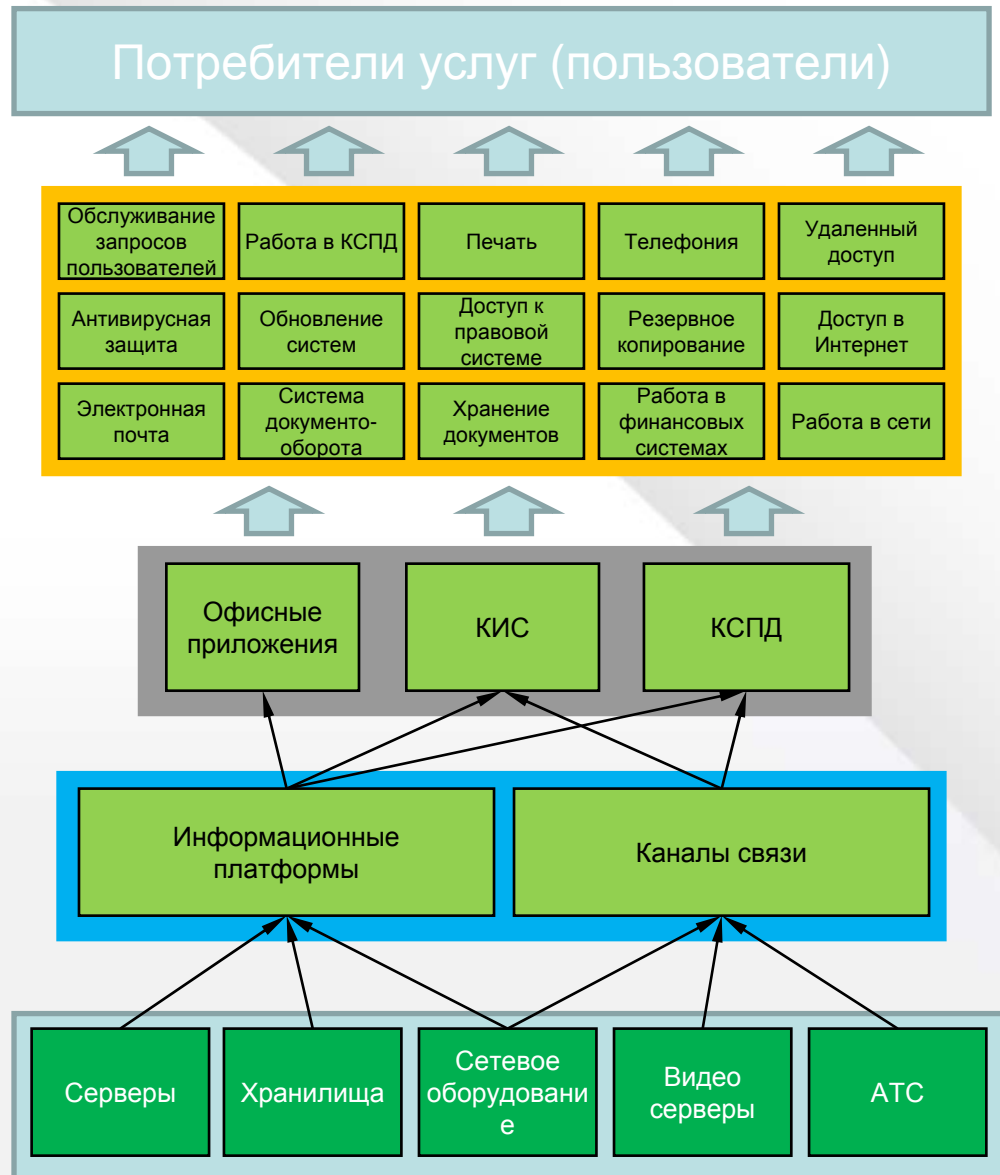 Потребители услуг (пользователи)
Обслуживание
запросов
пользователей
Работа в КСПД
Печать
Телефония
Удаленный
доступ
Антивирусная
защита
Обновление
систем
Доступ к
правовой
системе
Резервное
копирование
Доступ в
Интернет
Электронная
почта
Система
документо-
оборота
Хранение
документов
Работа в
финансовых
системах
Работа в сети
Офисные
приложения
КИС
КСПД
Информационные
платформы
Каналы связи
Серверы
Хранилища
Сетевое
оборудовани
е
Видео
серверы
АТС